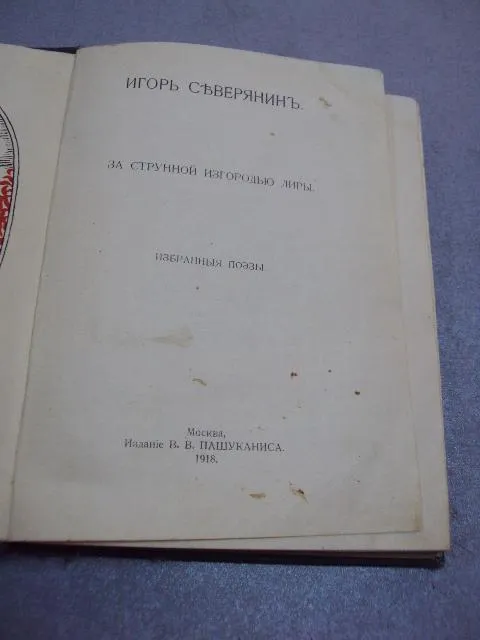 ИГОРЬ СѢВЕРЯНИНЪ.
ЗА СТРУННОЙ ИЗГОРОДЬЮ ЛИРЫ.
ИЗБРАННЫЯ ПОЭЗЫ
Москва,
Изданіе В. В. ПАШУКАНИСА.
1918.